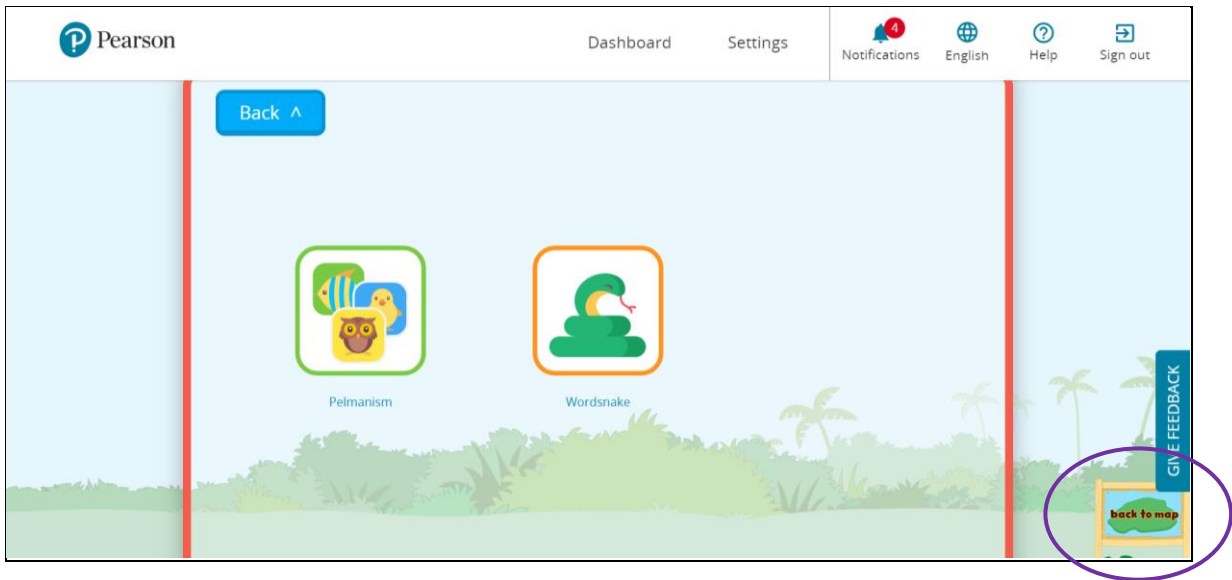 Pearson
Dashboard Settings
4
Notifications English Help Sign out
Back ^
Pelmanism Wordsnake
GIVE FEEDBACK
back to map